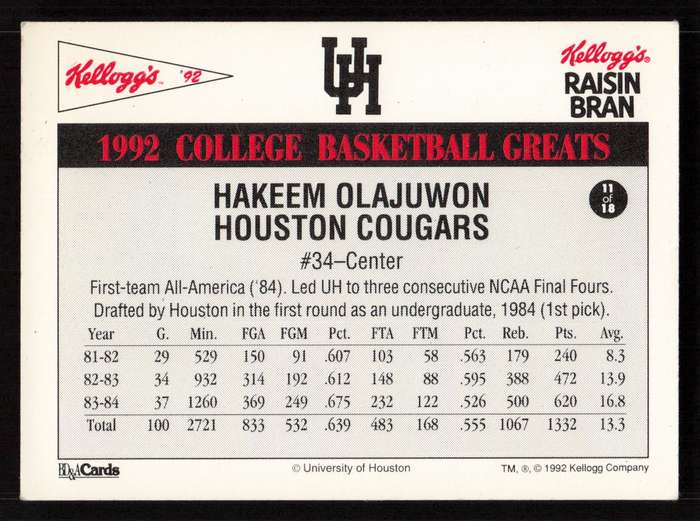 Kellogg's '92
UH
Kellogg's®
RAISIN
BRAN
1992 COLLEGE BASKETBALL GREATS
HAKEEM OLAJUWON
HOUSTON COUGARS
11
of
18
#34–Center
First-team All-America ('84). Led UH to three consecutive NCAA Final Fours.
Drafted by Houston in the first round as an undergraduate, 1984 (1st pick).
Year G. Min. FGA FGM Pct. FTA FTM Pct. Reb. Pts. Avg.
81-82 29 529 150 91 .607 103 58 .563 179 240 8.3
82-83 34 932 314 192 .612 148 88 .595 388 472 13.9
83-84 37 1260 369 249 .675 232 122 .526 500 620 16.8
Total 100 2721 833 532 .639 483 168 .555 1067 1332 13.3
BD&A Cards © University of Houston TM, ®, © 1992 Kellogg Company